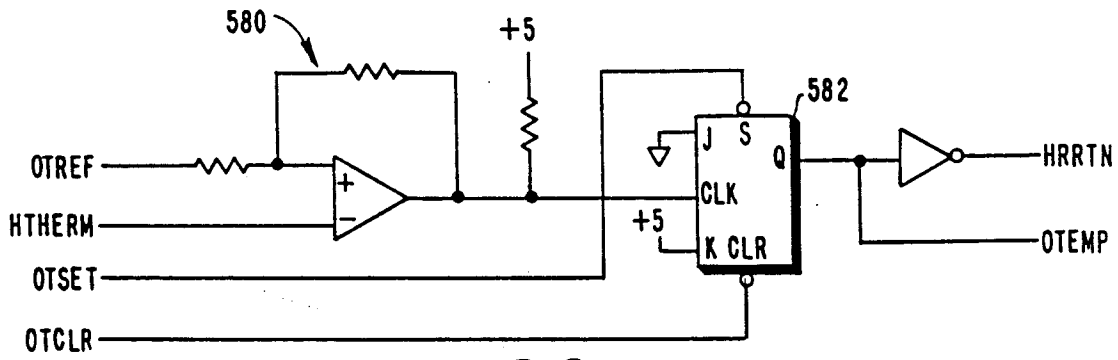 580
+5
582
OTREF
J
S
Q
HRRTN
+
CLK
HTHERM
-
+5
K CLR
OTEMP
OTSET
OTCLR